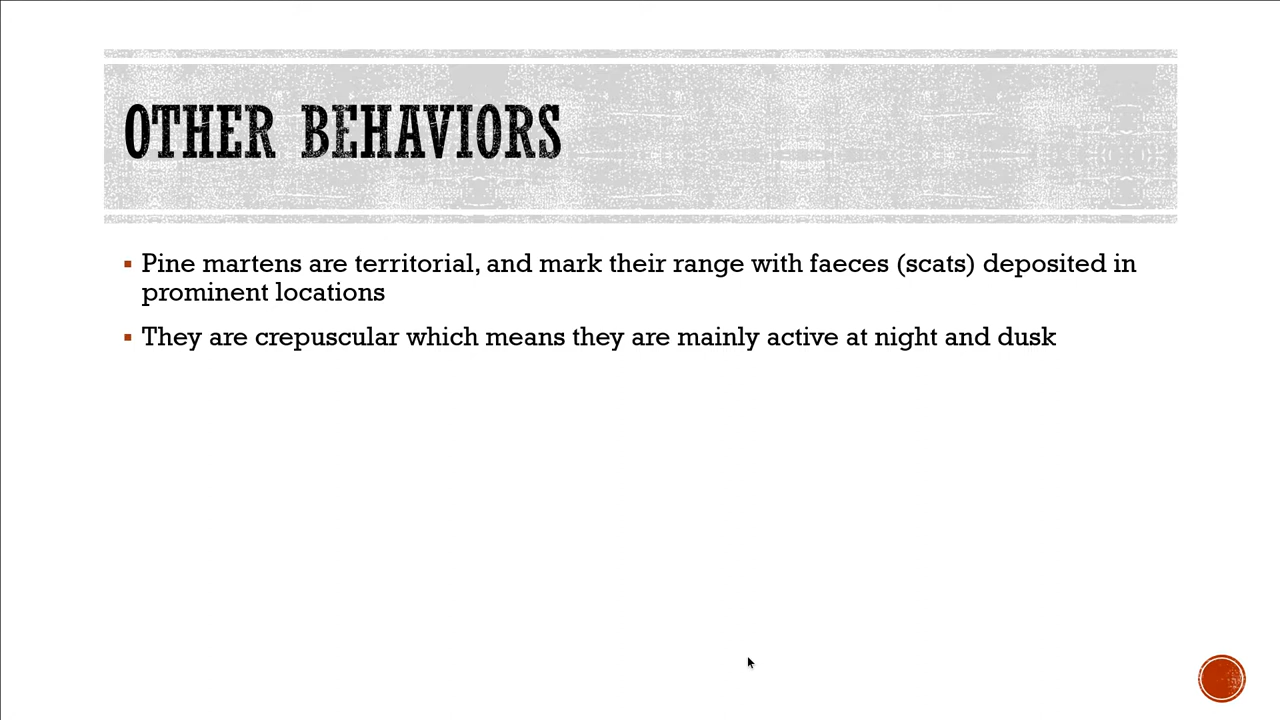 OTHER BEHAVIORS
Pine martens are territorial, and mark their range with faeces (scats) deposited in
prominent locations
They are crepuscular which means they are mainly active at night and dusk